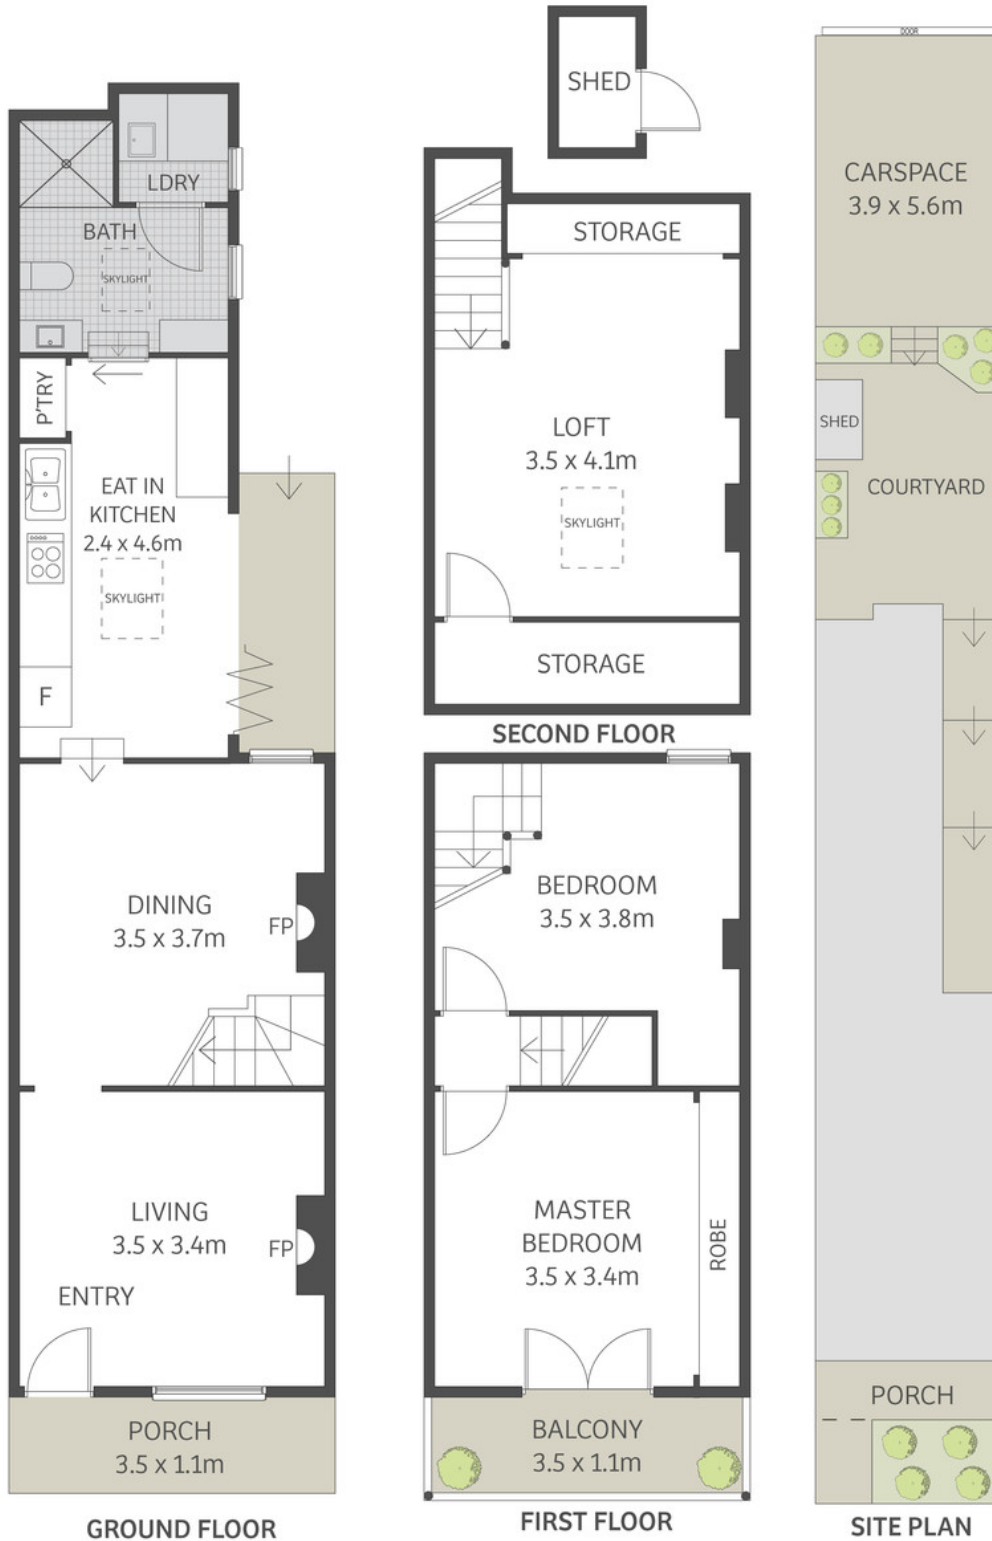 LDRY
BATH
SKYLIGHT
P'TRY
EAT IN
KITCHEN
2.4 x 4.6m
SKYLIGHT
F
DINING
3.5 x 3.7m
FP
LIVING
3.5 x 3.4m
FP
ENTRY
PORCH
3.5 x 1.1m
GROUND FLOOR
SHED
STORAGE
LOFT
3.5 x 4.1m
SKYLIGHT
STORAGE
SECOND FLOOR
BEDROOM
3.5 x 3.8m
MASTER
BEDROOM
3.5 x 3.4m
ROBE
BALCONY
3.5 x 1.1m
FIRST FLOOR
DOOR
CARSPACE
3.9 x 5.6m
SHED
COURTYARD
PORCH
SITE PLAN